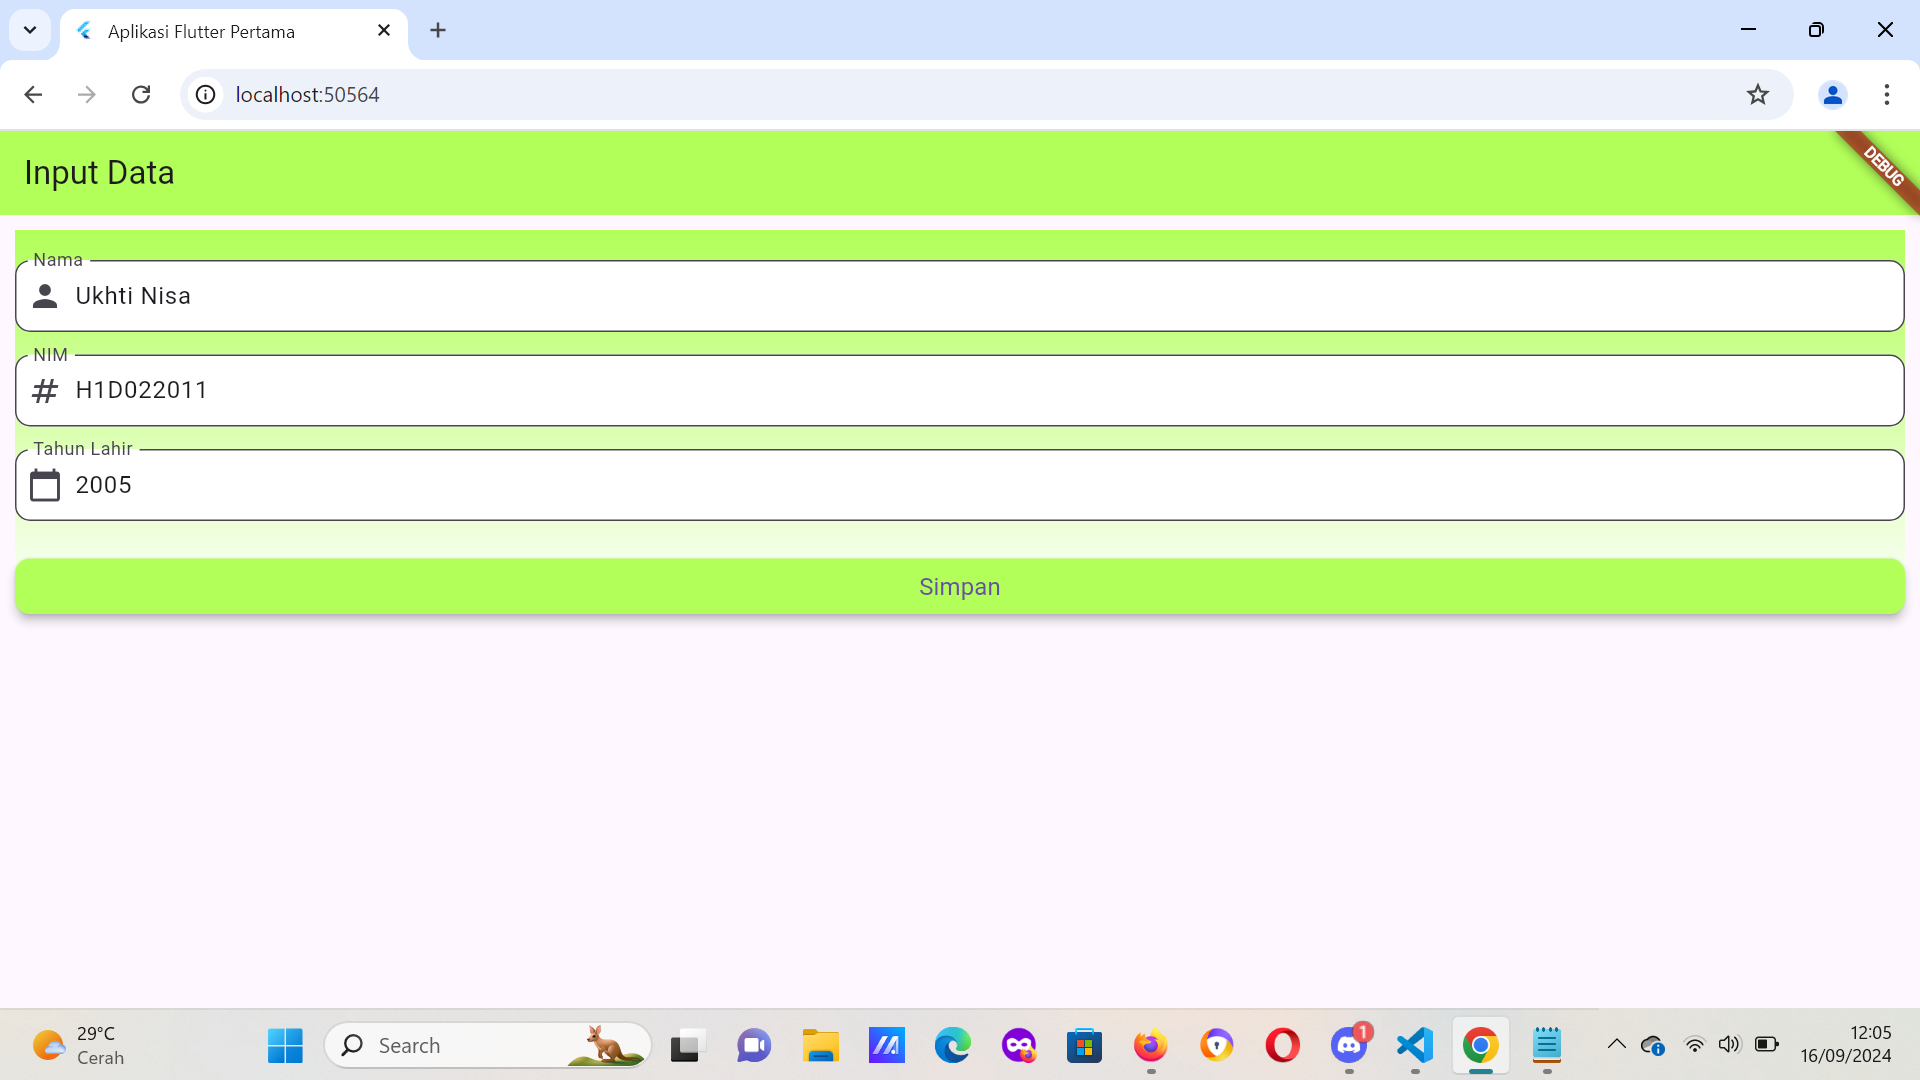 Aplikasi Flutter Pertama
localhost:50564
Input Data
DEBUG
Nama
Ukhti Nisa
NIM
# H1D022011
Tahun Lahir
2005
Simpan
29°C
Cerah
Search
1
12:05
16/09/2024